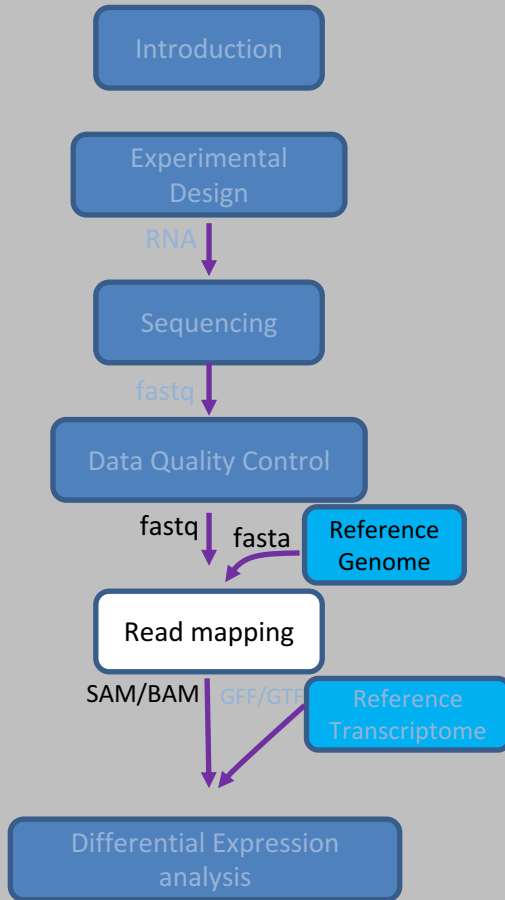 Introduction
Experimental
Design
RNA
Sequencing
fastq
Data Quality Control
fastq
fasta
Reference
Genome
Read mapping
SAM/BAM
GFF/GTF
Reference
Transcriptome
Differential Expression
analysis